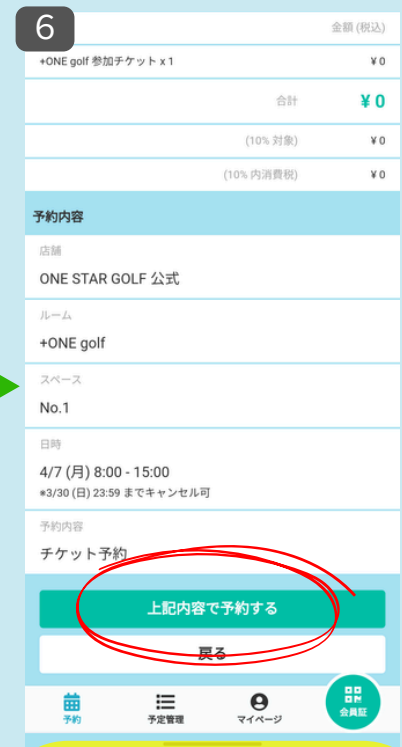 6
金額 (税込)
+ONE golf 参加チケット x 1 ¥ 0
合計 ¥ 0
(10% 対象) ¥ 0
(10% 内消費税) ¥ 0
予約内容
店舗
ONE STAR GOLF 公式
ルーム
+ONE golf
スペース
No.1
日時
4/7 (月) 8:00 - 15:00
*3/30 (日) 23:59 までキャンセル可
予約内容
チケット予約
上記内容で予約する
戻る
予約 予定管理 マイページ 会員証